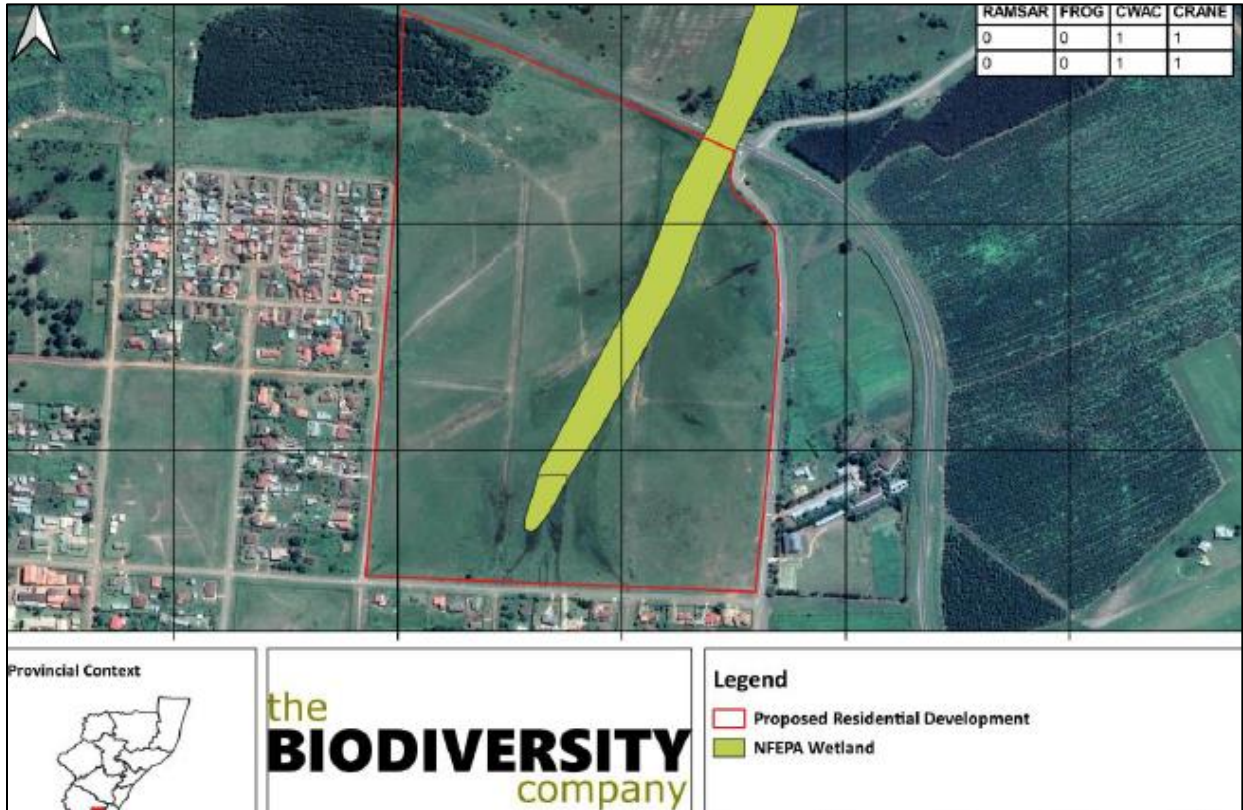 RAMSAR FROG CWAC CRANE
0 0 1 1
0 0 1 1
Provincial Context
the
BIODIVERSITY
company
Legend
Proposed Residential Development
NFEPA Wetland